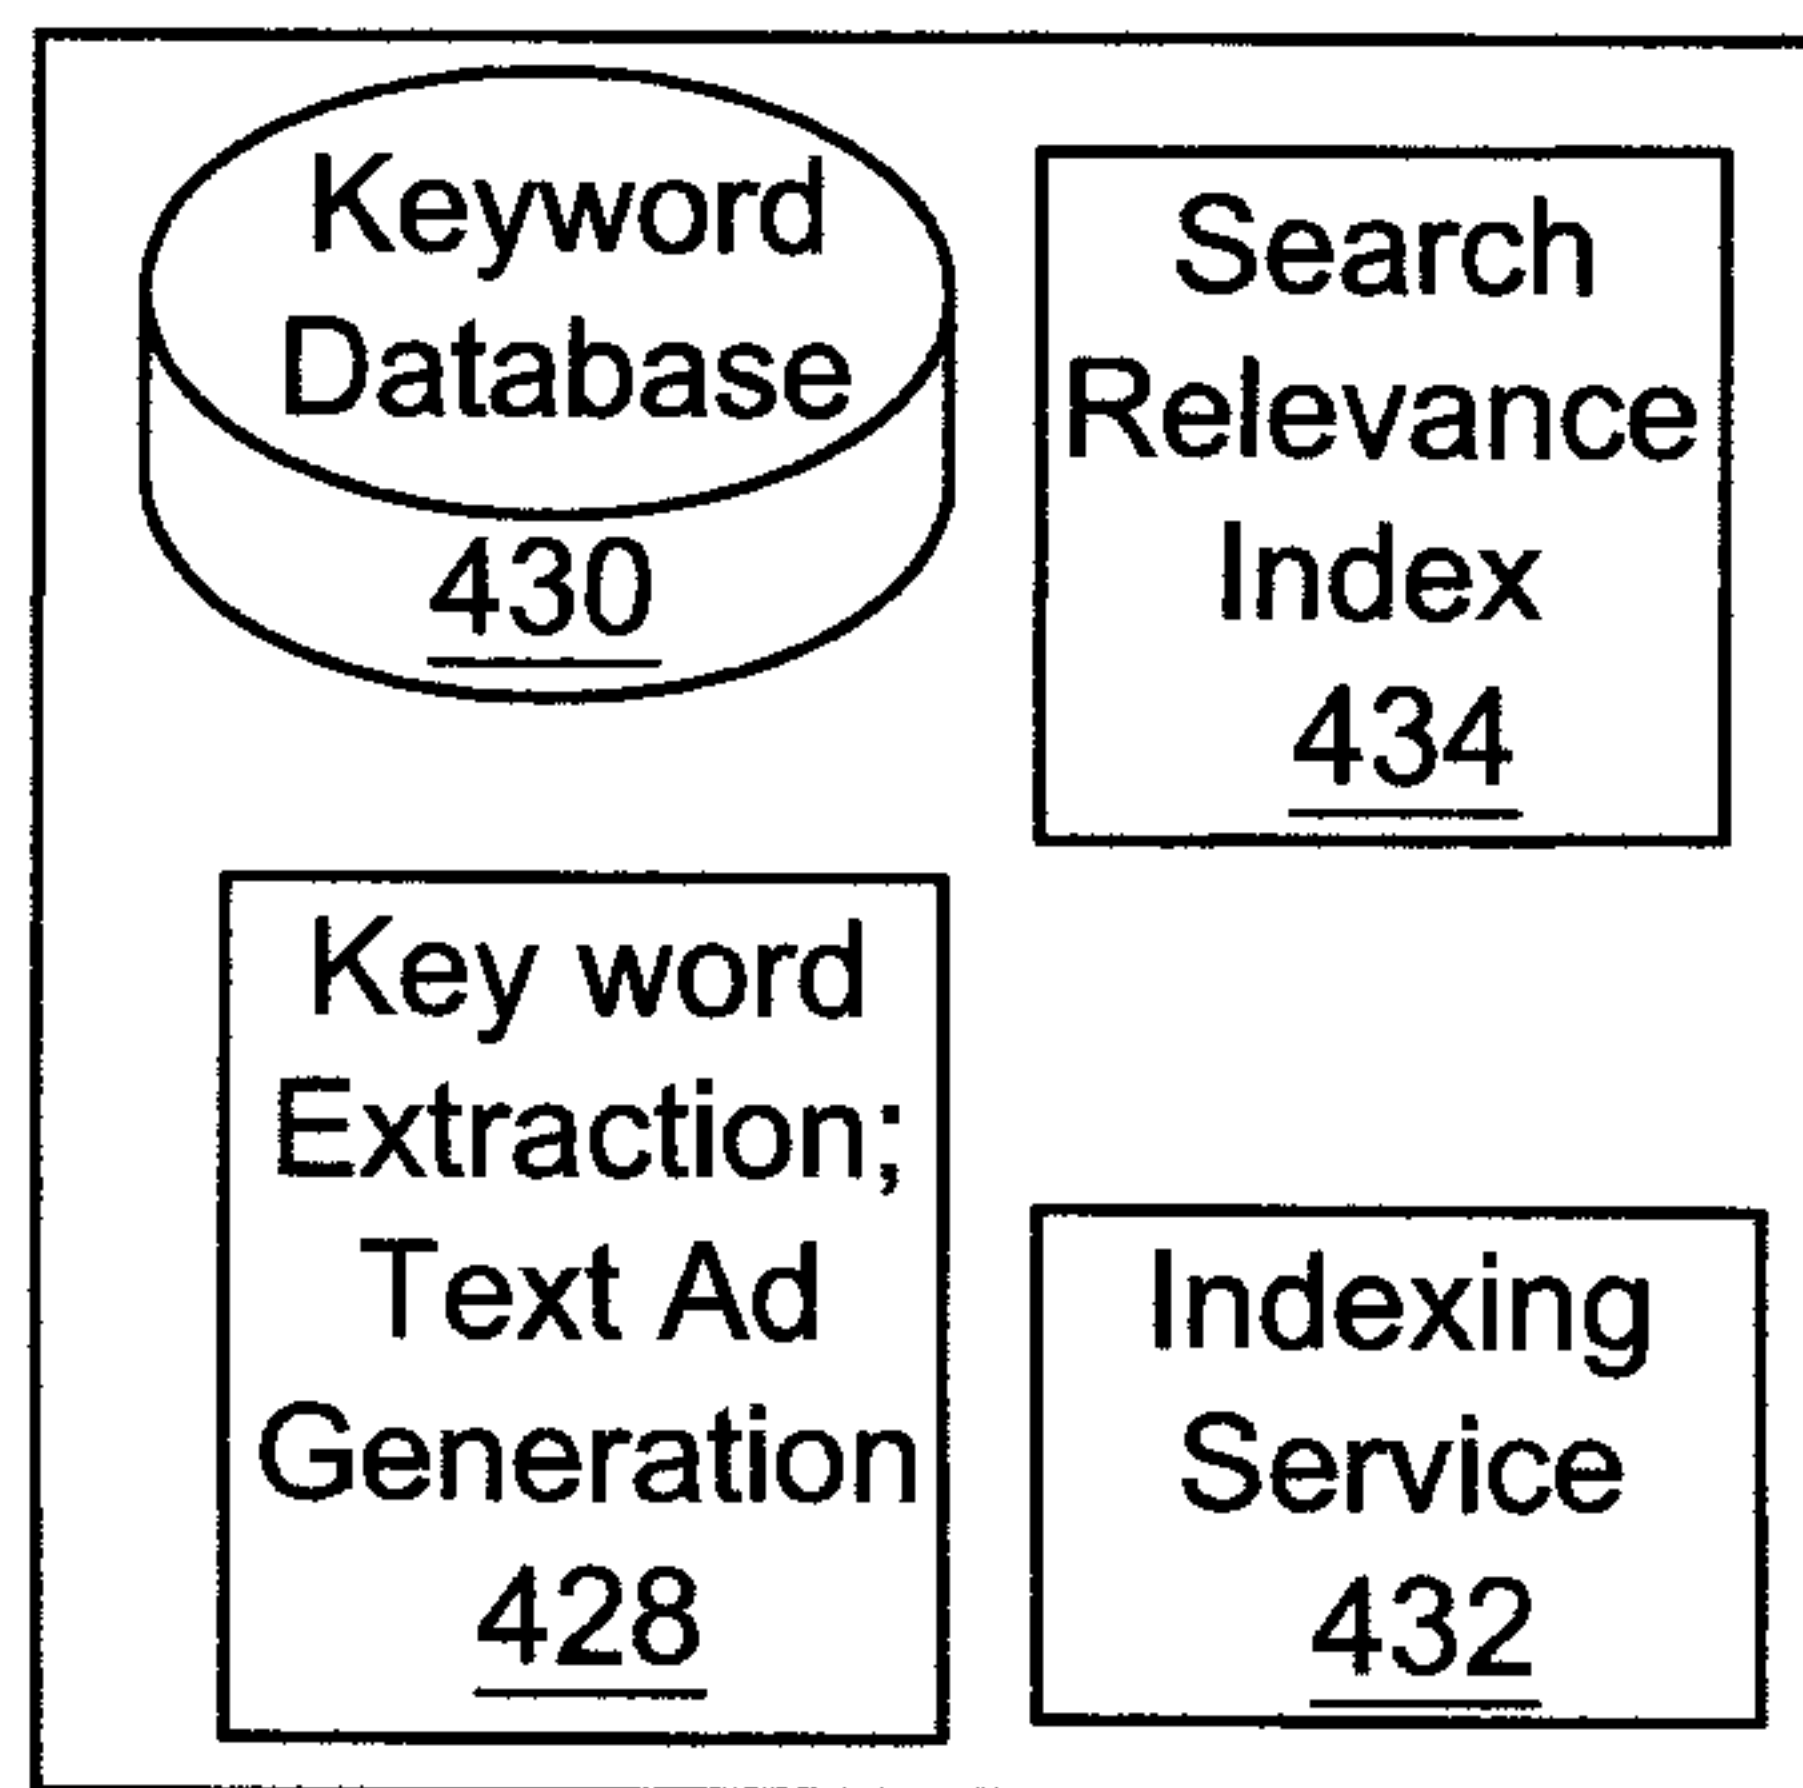 Keyword
Database
430
Search
Relevance
Index
434
Key word
Extraction;
Text Ad
Generation
428
Indexing
Service
432